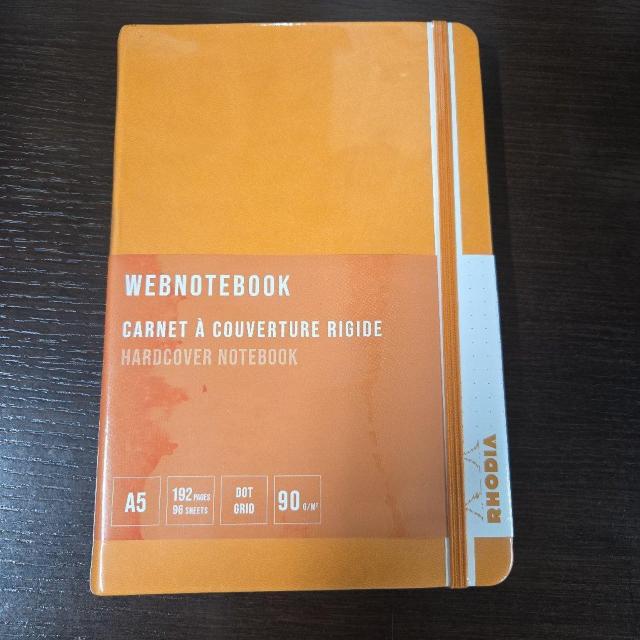 WEBNOTEBOOK
CARNET À COUVERTURE RIGIDE
HARDCOVER NOTEBOOK
A5
192 PAGES
96 SHEETS
DOT
GRID
90 G/M²
RHODIA